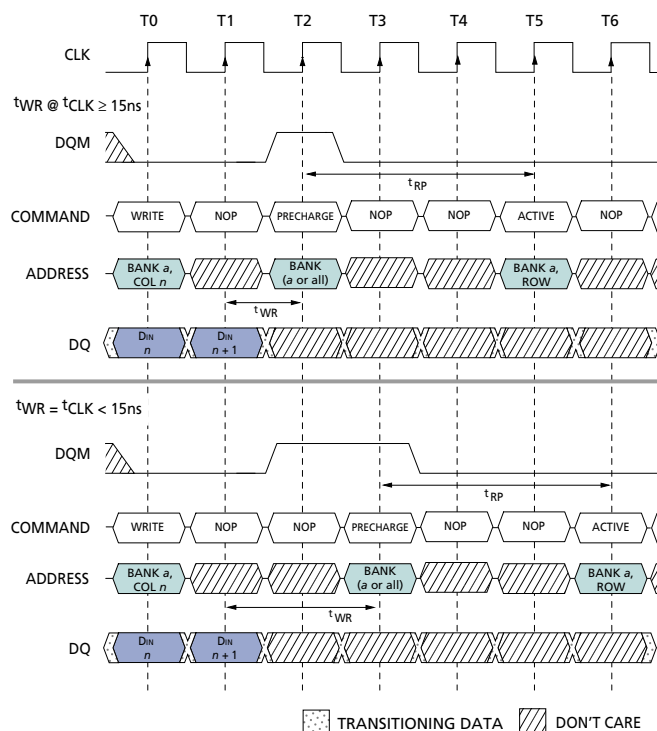 T0 T1 T2 T3 T4 T5 T6
CLK
tWR @ tCLK ≥ 15ns
DQM
tRP
COMMAND WRITE NOP PRECHARGE NOP NOP ACTIVE NOP
ADDRESS BANK a, COL n BANK (a or all) BANK a, ROW
tWR
DQ DIN n DIN n + 1
tWR = tCLK < 15ns
DQM
tRP
COMMAND WRITE NOP NOP PRECHARGE NOP NOP ACTIVE
ADDRESS BANK a, COL n BANK (a or all) BANK a, ROW
tWR
DQ DIN n DIN n + 1
TRANSITIONING DATA DON'T CARE